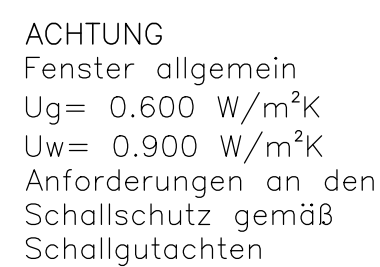 ACHTUNG
Fenster allgemein
Ug= 0.600 W/m²K
Uw= 0.900 W/m²K
Anforderungen an den
Schallschutz gemäß
Schallgutachten